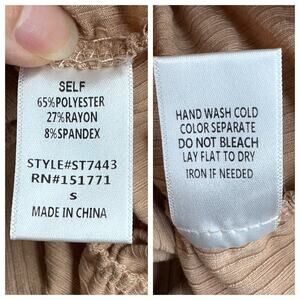 SELF
65%POLYESTER
27%RAYON
8%SPANDEX
STYLE#ST7443
RN#151771
S
MADE IN CHINA
HAND WASH COLD
COLOR SEPARATE
DO NOT BLEACH
LAY FLAT TO DRY
IRON IF NEEDED